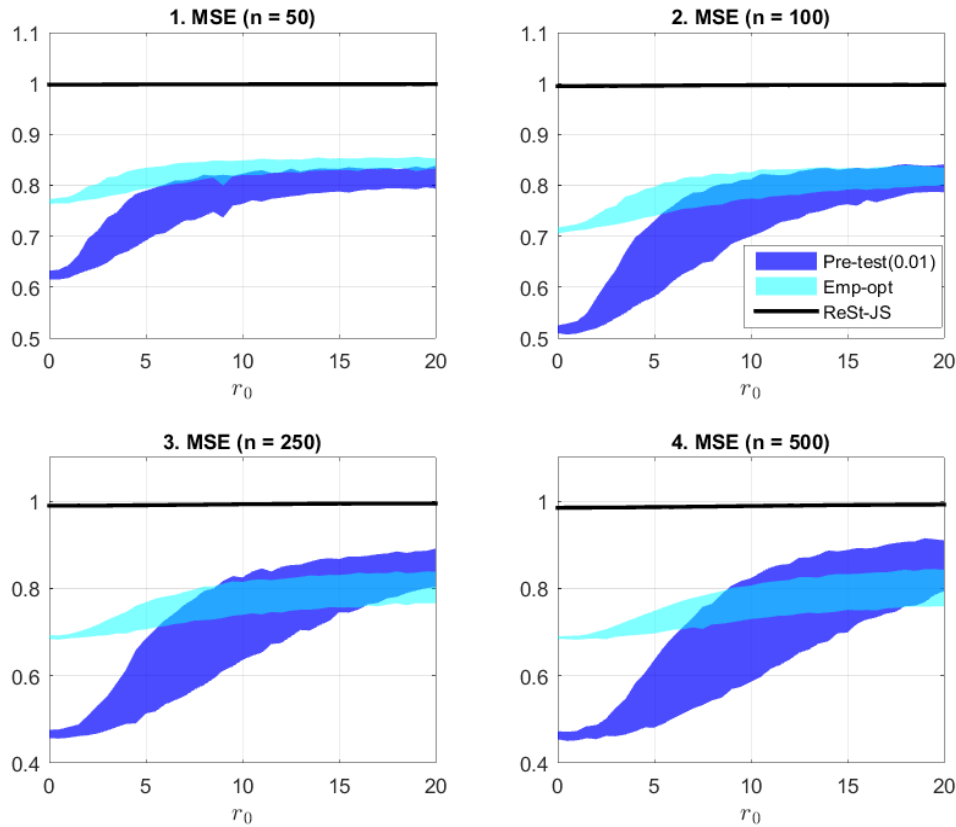 1. MSE (n = 50)
1.1
1
0.9
0.8
0.7
0.6
0.5
0 5 10 15 20
r0
2. MSE (n = 100)
1.1
1
0.9
0.8
0.7
0.6
0.5
0 5 10 15 20
r0
Pre-test(0.01)
Emp-opt
ReSt-JS
3. MSE (n = 250)
1
0.8
0.6
0.4
0 5 10 15 20
r0
4. MSE (n = 500)
1
0.8
0.6
0.4
0 5 10 15 20
r0